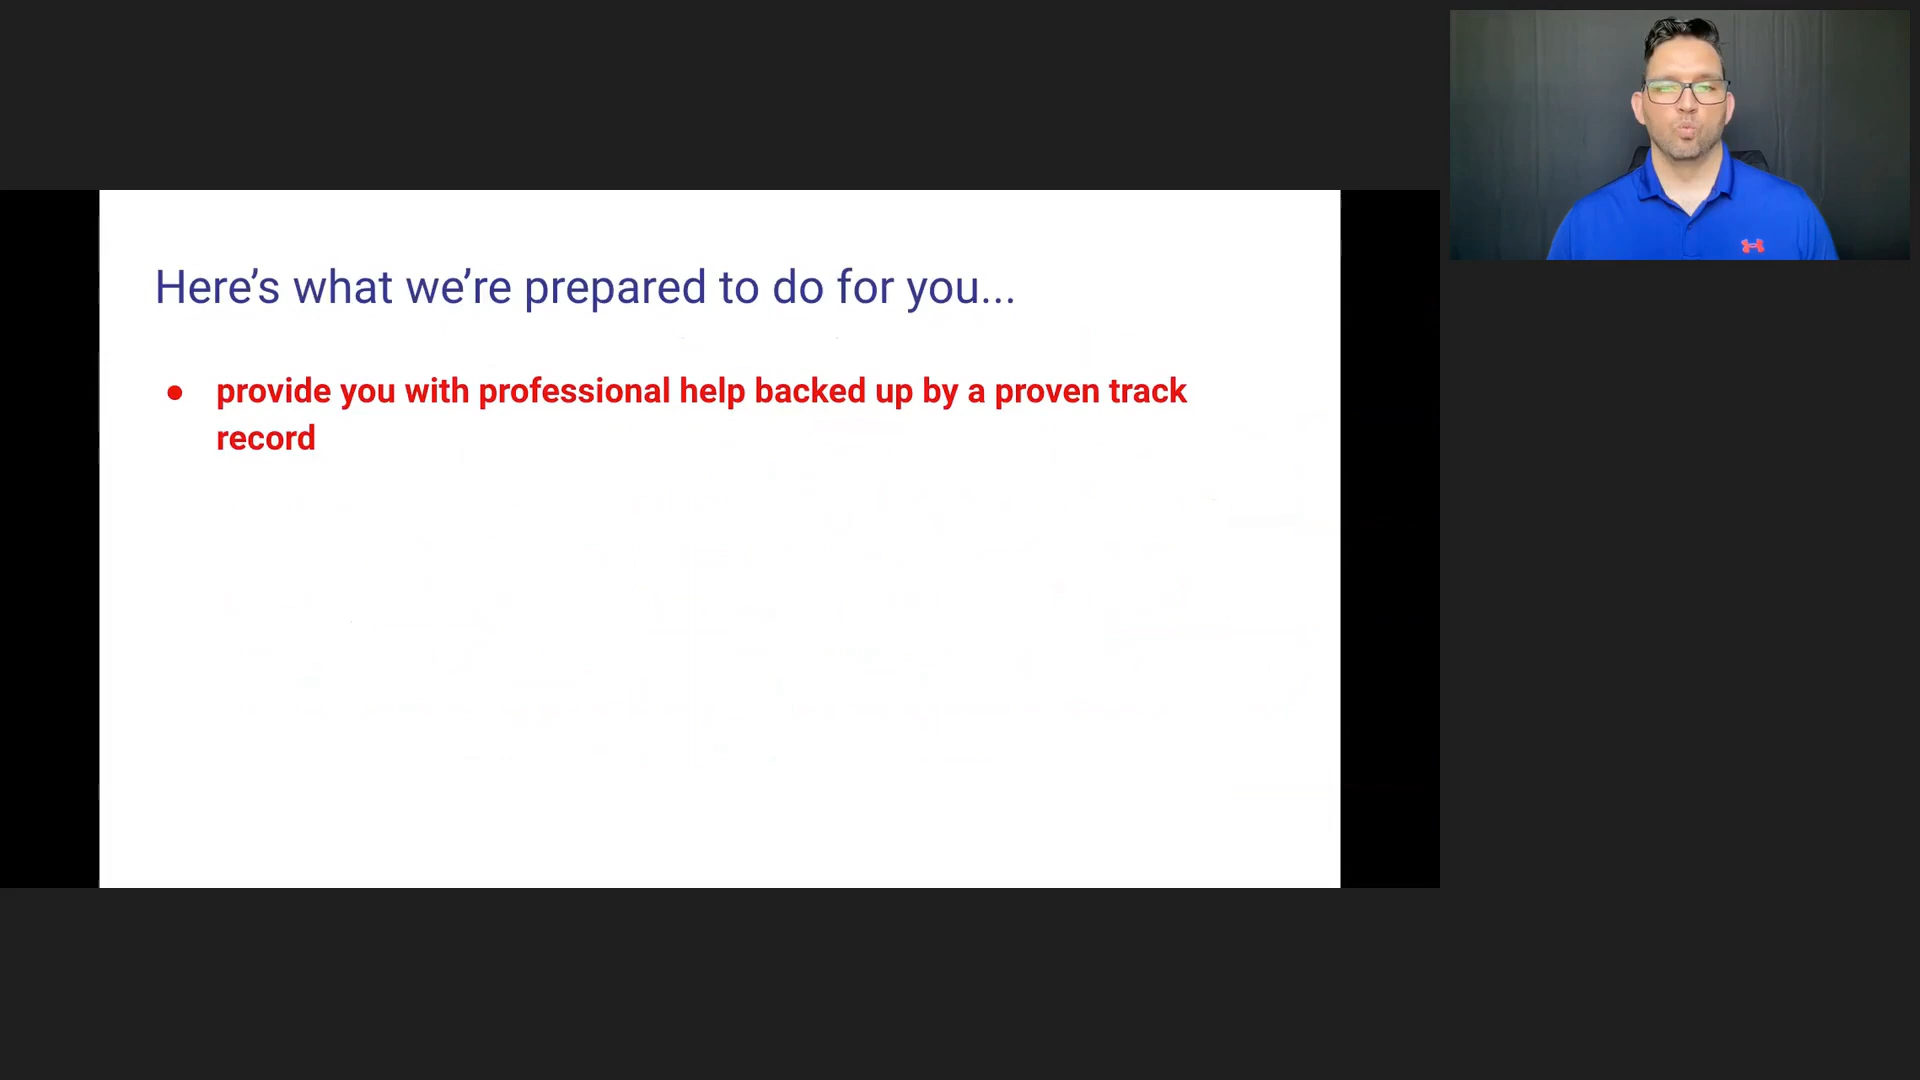 Here’s what we’re prepared to do for you...
● provide you with professional help backed up by a proven track
record